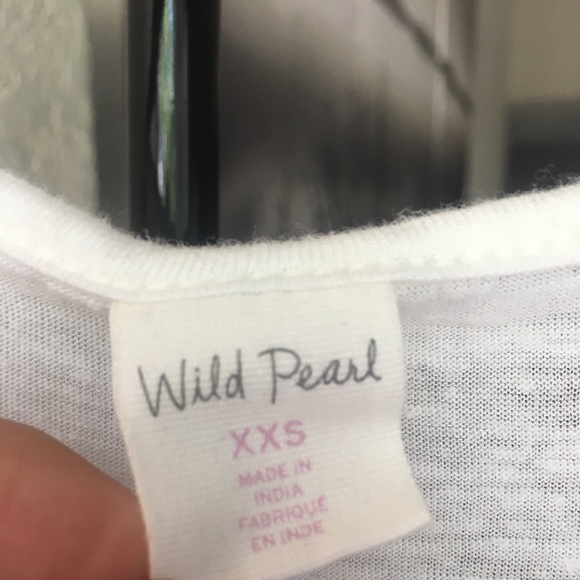 Wild Pearl
XXS
MADE IN
INDIA
FABRIQUÉ
EN INDE